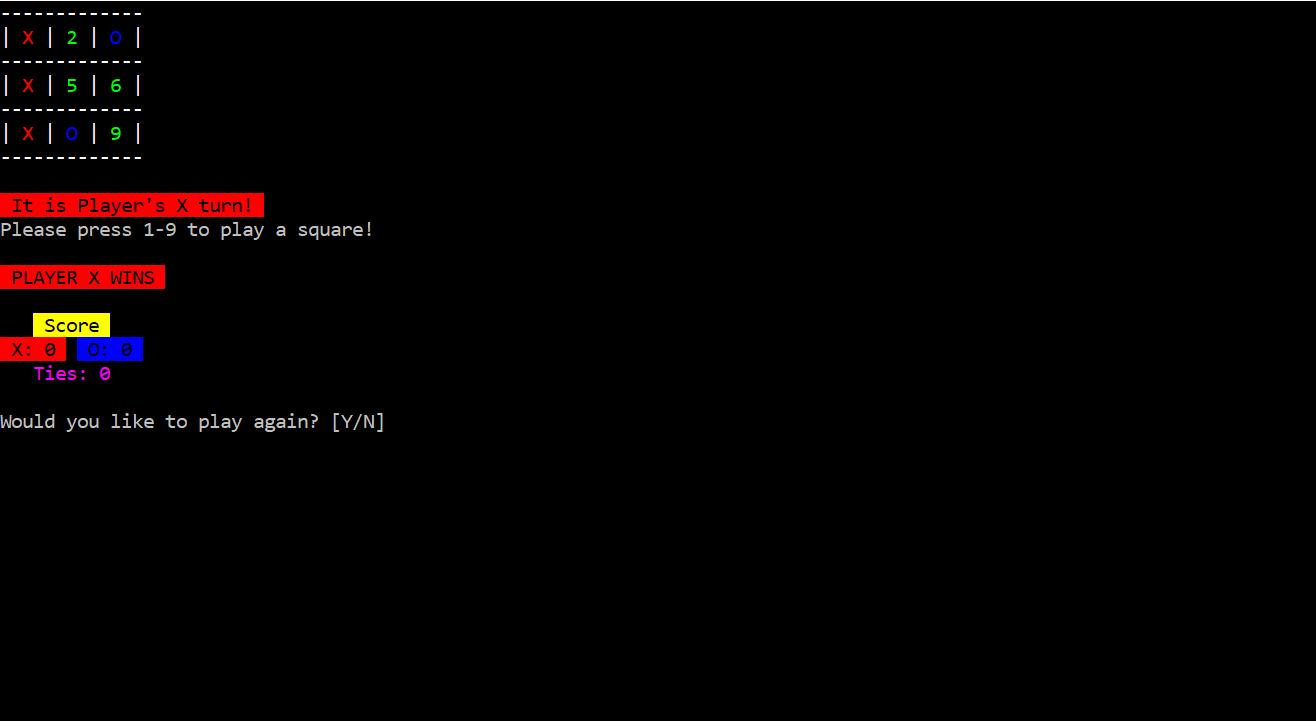 -------------
| X | 2 | O |
-------------
| X | 5 | 6 |
-------------
| X | O | 9 |
-------------
It is Player's X turn!
Please press 1-9 to play a square!
PLAYER X WINS
Score
X: 0 O: 0
Ties: 0
Would you like to play again? [Y/N]